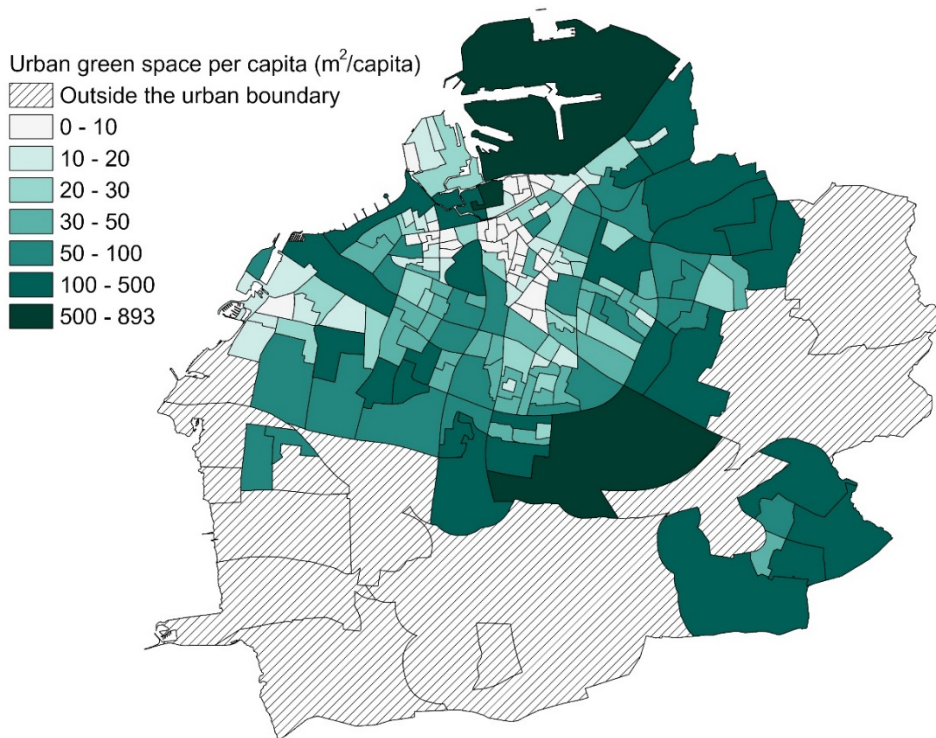 Urban green space per capita (m²/capita)
Outside the urban boundary
0 - 10
10 - 20
20 - 30
30 - 50
50 - 100
100 - 500
500 - 893